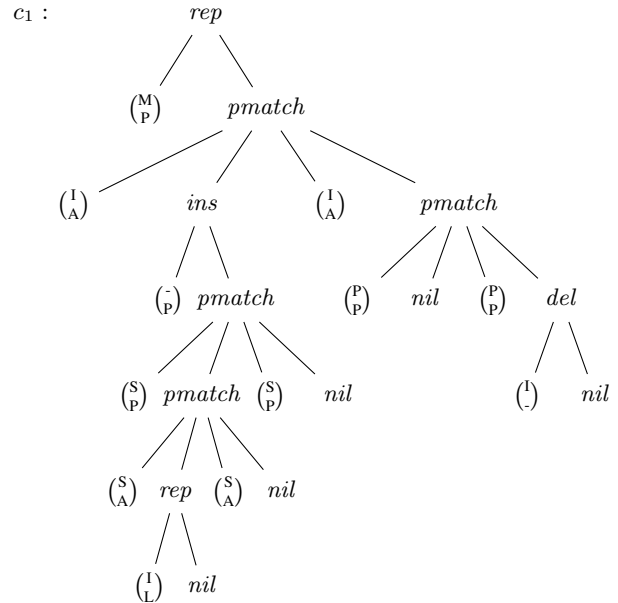 c₁ : rep
(M P) pmatch
(I A) ins (I A) pmatch
(- P) pmatch (P P) nil (P P) del
(S P) pmatch (S P) nil (I -) nil
(S A) rep (S A) nil
(I L) nil